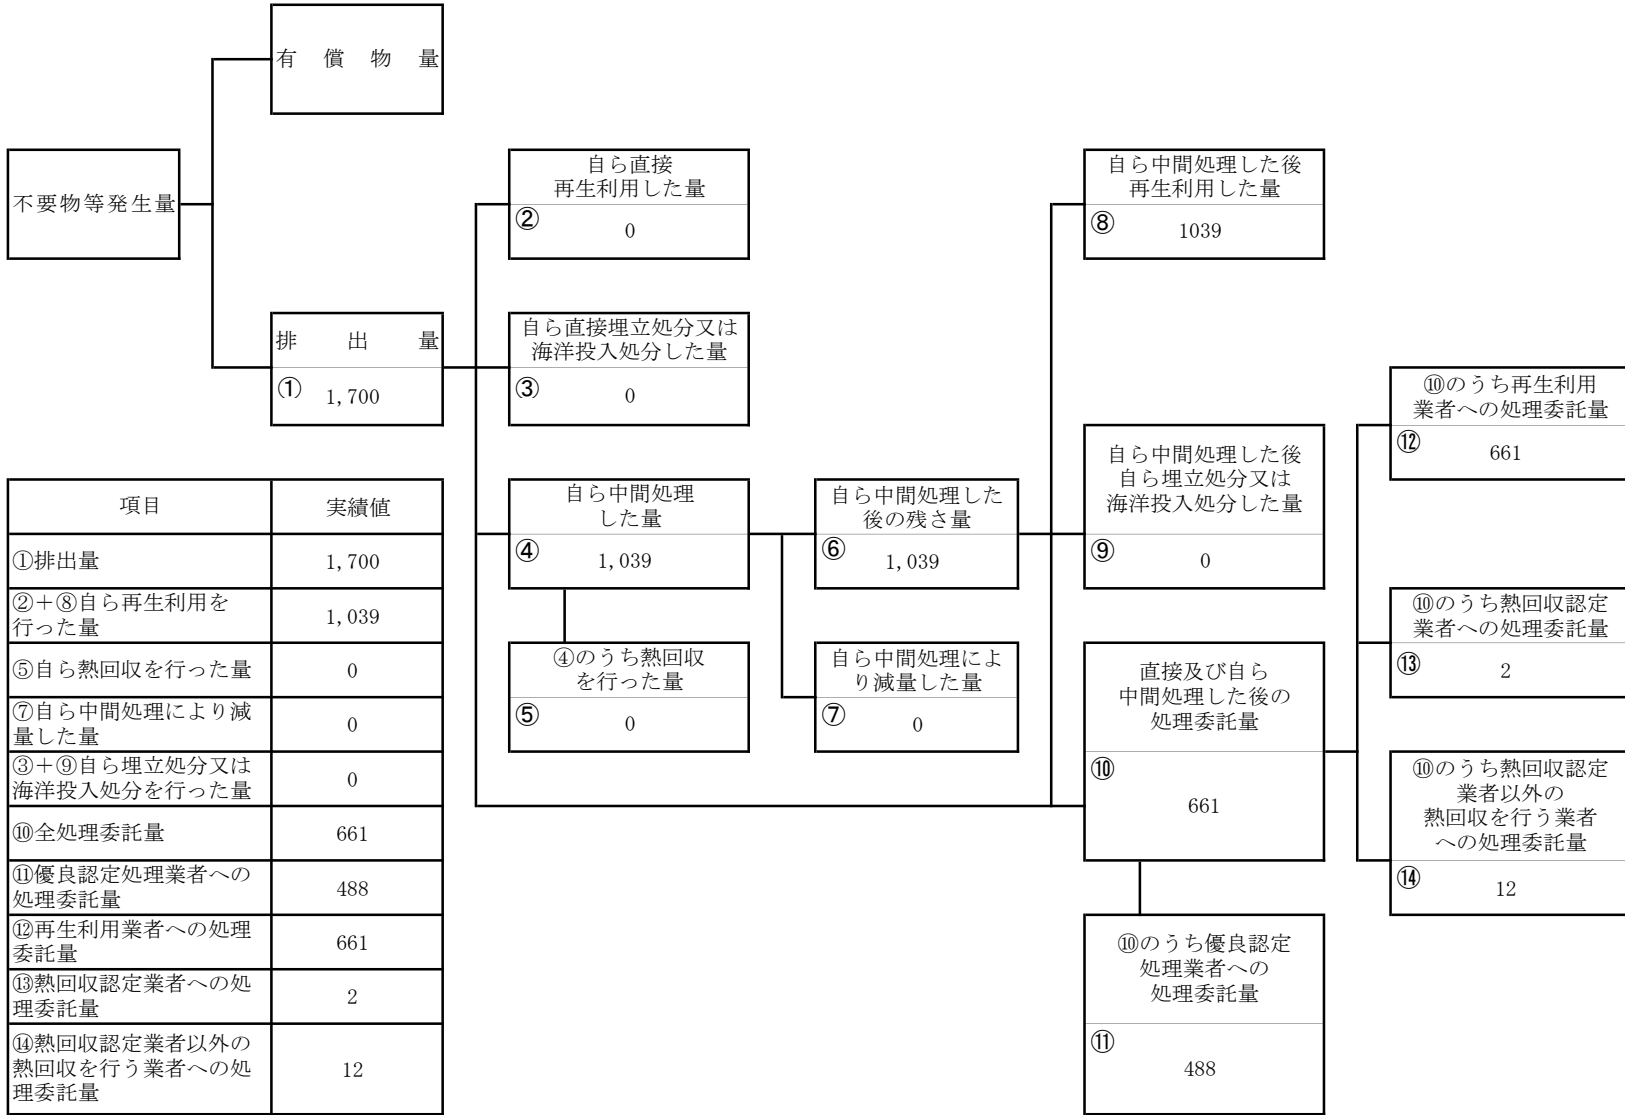 有償物量
不要物等発生量
排出量
① 1,700
自ら直接
再生利用した量
② 0
自ら直接埋立処分又は
海洋投入処分した量
③ 0
自ら中間処理
した量
④ 1,039
④のうち熱回収
を行った量
⑤ 0
自ら中間処理した
後の残さ量
⑥ 1,039
自ら中間処理によ
り減量した量
⑦ 0
自ら中間処理した後
再生利用した量
⑧ 1039
自ら中間処理した後
自ら埋立処分又は
海洋投入処分した量
⑨ 0
直接及び自ら
中間処理した後の
処理委託量
⑩
661
⑩のうち優良認定
処理業者への
処理委託量
⑪
488
⑩のうち再生利用
業者への処理委託量
⑫ 661
⑩のうち熱回収認定
業者への処理委託量
⑬ 2
⑩のうち熱回収認定
業者以外の
熱回収を行う業者
への処理委託量
⑭ 12
項目 実績値
①排出量 1,700
②+⑧自ら再生利用を
行った量 1,039
⑤自ら熱回収を行った量 0
⑦自ら中間処理により減
量した量 0
③+⑨自ら埋立処分又は
海洋投入処分を行った量 0
⑩全処理委託量 661
⑪優良認定処理業者への
処理委託量 488
⑫再生利用業者への処理
委託量 661
⑬熱回収認定業者への処
理委託量 2
⑭熱回収認定業者以外の
熱回収を行う業者への処
理委託量 12